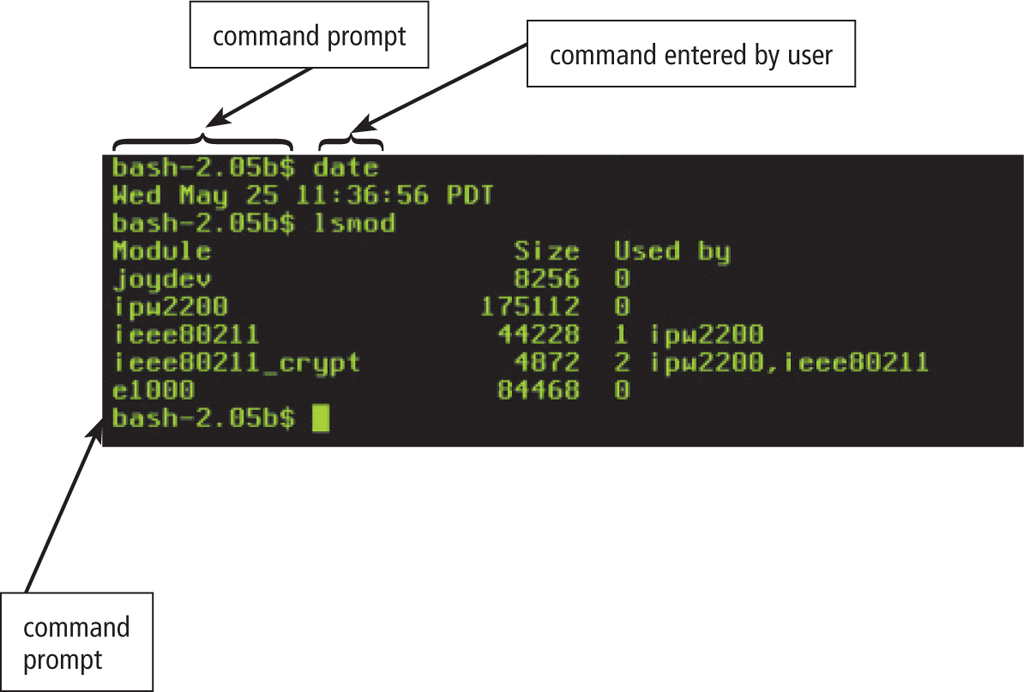 command prompt
command entered by user
bash-2.05b$ date
Wed May 25 11:36:56 PDT
bash-2.05b$ lsmod
Module Size Used by
joydev 8256 0
ipw2200 175112 0
ieee80211 44228 1 ipw2200
ieee80211_crypt 4872 2 ipw2200,ieee80211
e1000 84468 0
bash-2.05b$
command
prompt